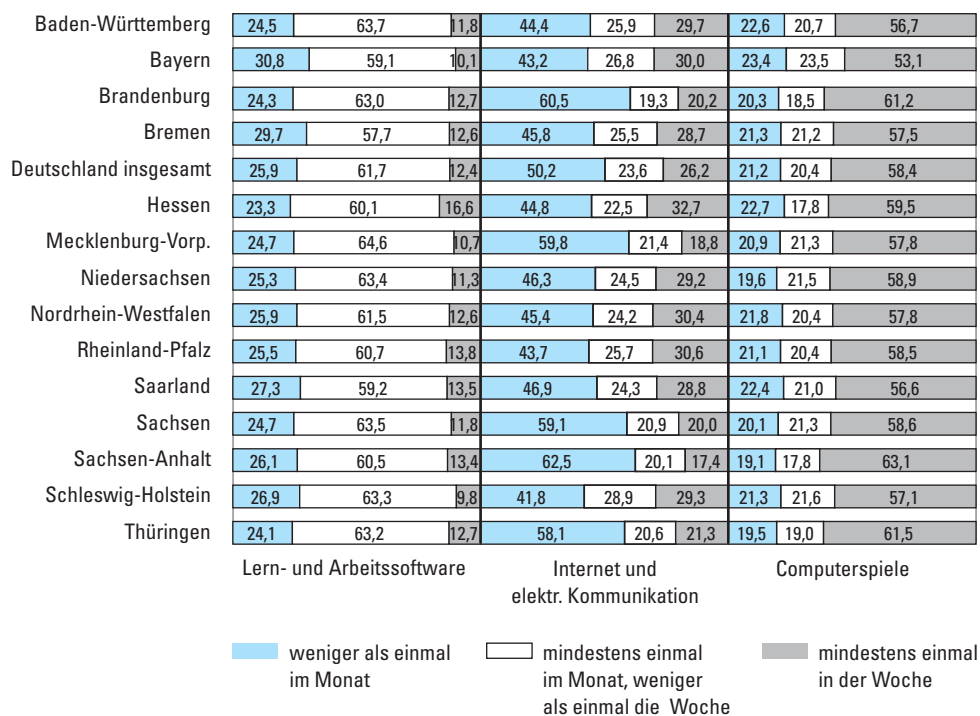 Baden-Württemberg 24,5 63,7 11,8 44,4 25,9 29,7 22,6 20,7 56,7
Bayern 30,8 59,1 10,1 43,2 26,8 30,0 23,4 23,5 53,1
Brandenburg 24,3 63,0 12,7 60,5 19,3 20,2 20,3 18,5 61,2
Bremen 29,7 57,7 12,6 45,8 25,5 28,7 21,3 21,2 57,5
Deutschland insgesamt 25,9 61,7 12,4 50,2 23,6 26,2 21,2 20,4 58,4
Hessen 23,3 60,1 16,6 44,8 22,5 32,7 22,7 17,8 59,5
Mecklenburg-Vorp. 24,7 64,6 10,7 59,8 21,4 18,8 20,9 21,3 57,8
Niedersachsen 25,3 63,4 11,3 46,3 24,5 29,2 19,6 21,5 58,9
Nordrhein-Westfalen 25,9 61,5 12,6 45,4 24,2 30,4 21,8 20,4 57,8
Rheinland-Pfalz 25,5 60,7 13,8 43,7 25,7 30,6 21,1 20,4 58,5
Saarland 27,3 59,2 13,5 46,9 24,3 28,8 22,4 21,0 56,6
Sachsen 24,7 63,5 11,8 59,1 20,9 20,0 20,1 21,3 58,6
Sachsen-Anhalt 26,1 60,5 13,4 62,5 20,1 17,4 19,1 17,8 63,1
Schleswig-Holstein 26,9 63,3 9,8 41,8 28,9 29,3 21,3 21,6 57,1
Thüringen 24,1 63,2 12,7 58,1 20,6 21,3 19,5 19,0 61,5
Lern- und Arbeitssoftware
Internet und
elektr. Kommunikation
Computerspiele
weniger als einmal
im Monat
mindestens einmal
im Monat, weniger
als einmal die Woche
mindestens einmal
in der Woche